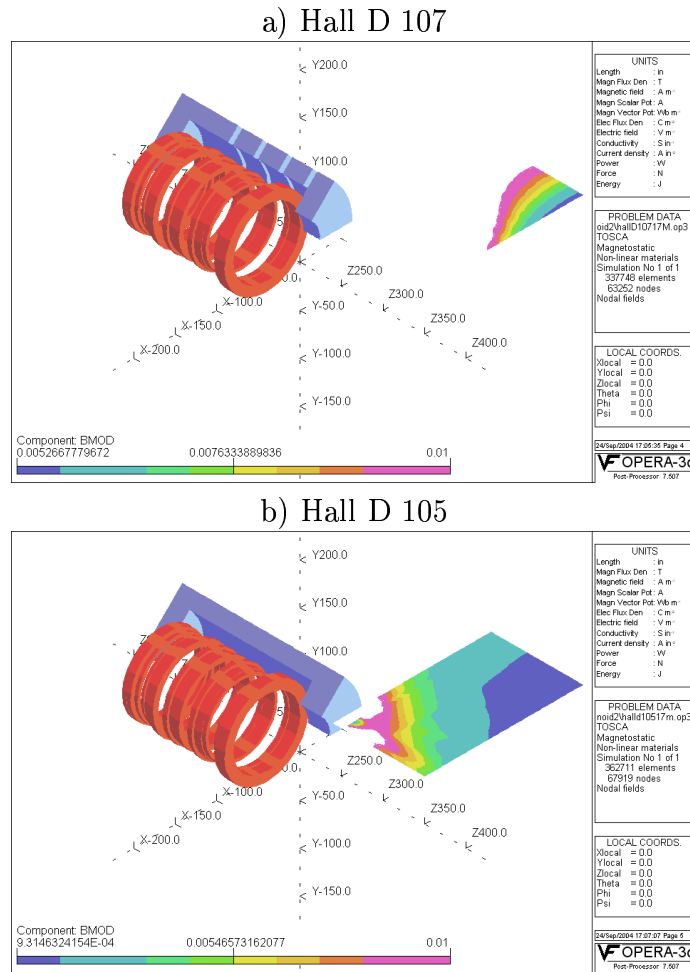 a) Hall D 107
Y200.0
Y150.0
Y100.0
Z250.0
Z300.0
Z350.0
Z400.0
X-100.0
X-150.0
X-200.0
Y-50.0
Y-100.0
Y-150.0
Component: BMOD
0.0052667779672 0.0076333889836 0.01
UNITS
Length : in
Magn Flux Den : T
Magnetic field : A m⁻
Magn Scalar Pot : A
Magn Vector Pot : Wb m⁻
Elec Flux Den : C m⁻
Electric field : V m⁻
Conductivity : S in⁻
Current density : A in⁻
Power : W
Force : N
Energy : J
PROBLEM DATA
oid2\hallD10717M.op3
TOSCA
Magnetostatic
Non-linear materials
Simulation No 1 of 1
337748 elements
63252 nodes
Nodal fields
LOCAL COORDS.
Xlocal = 0.0
Ylocal = 0.0
Zlocal = 0.0
Theta = 0.0
Phi = 0.0
Psi = 0.0
24/Sep/2004 17:05:35 Page 4
VF OPERA-3d
Post-Processor 7.507
b) Hall D 105
Y200.0
Y150.0
Y100.0
Z250.0
Z300.0
Z350.0
Z400.0
X-100.0
X-150.0
X-200.0
Y-50.0
Y-100.0
Y-150.0
Component: BMOD
9.3146324154E-04 0.00546573162077 0.01
UNITS
Length : in
Magn Flux Den : T
Magnetic field : A m⁻
Magn Scalar Pot : A
Magn Vector Pot : Wb m⁻
Elec Flux Den : C m⁻
Electric field : V m⁻
Conductivity : S in⁻
Current density : A in⁻
Power : W
Force : N
Energy : J
PROBLEM DATA
noid2\halld10517m.op3
TOSCA
Magnetostatic
Non-linear materials
Simulation No 1 of 1
362711 elements
67919 nodes
Nodal fields
LOCAL COORDS.
Xlocal = 0.0
Ylocal = 0.0
Zlocal = 0.0
Theta = 0.0
Phi = 0.0
Psi = 0.0
24/Sep/2004 17:07:07 Page 5
VF OPERA-3d
Post-Processor 7.507